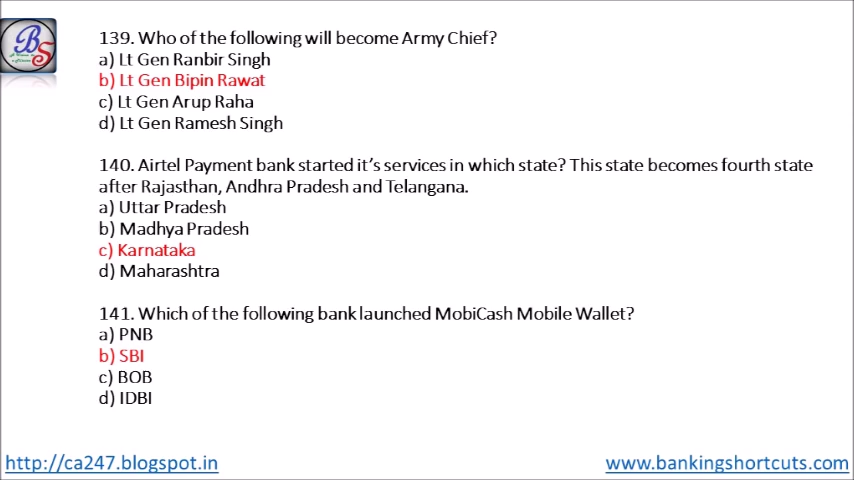 BS
139. Who of the following will become Army Chief?
a) Lt Gen Ranbir Singh
b) Lt Gen Bipin Rawat
c) Lt Gen Arup Raha
d) Lt Gen Ramesh Singh
140. Airtel Payment bank started it's services in which state? This state becomes fourth state
after Rajasthan, Andhra Pradesh and Telangana.
a) Uttar Pradesh
b) Madhya Pradesh
c) Karnataka
d) Maharashtra
141. Which of the following bank launched MobiCash Mobile Wallet?
a) PNB
b) SBI
c) BOB
d) IDBI
http://ca247.blogspot.in
www.bankingshortcuts.com